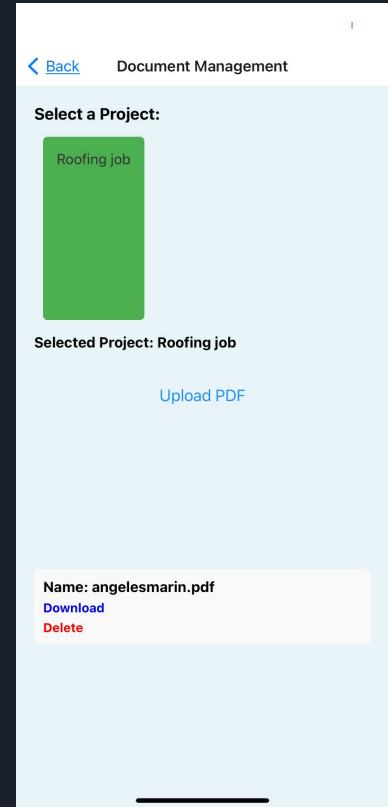 Back Document Management
Select a Project:
Roofing job
Selected Project: Roofing job
Upload PDF
Name: angelesmarin.pdf
Download
Delete